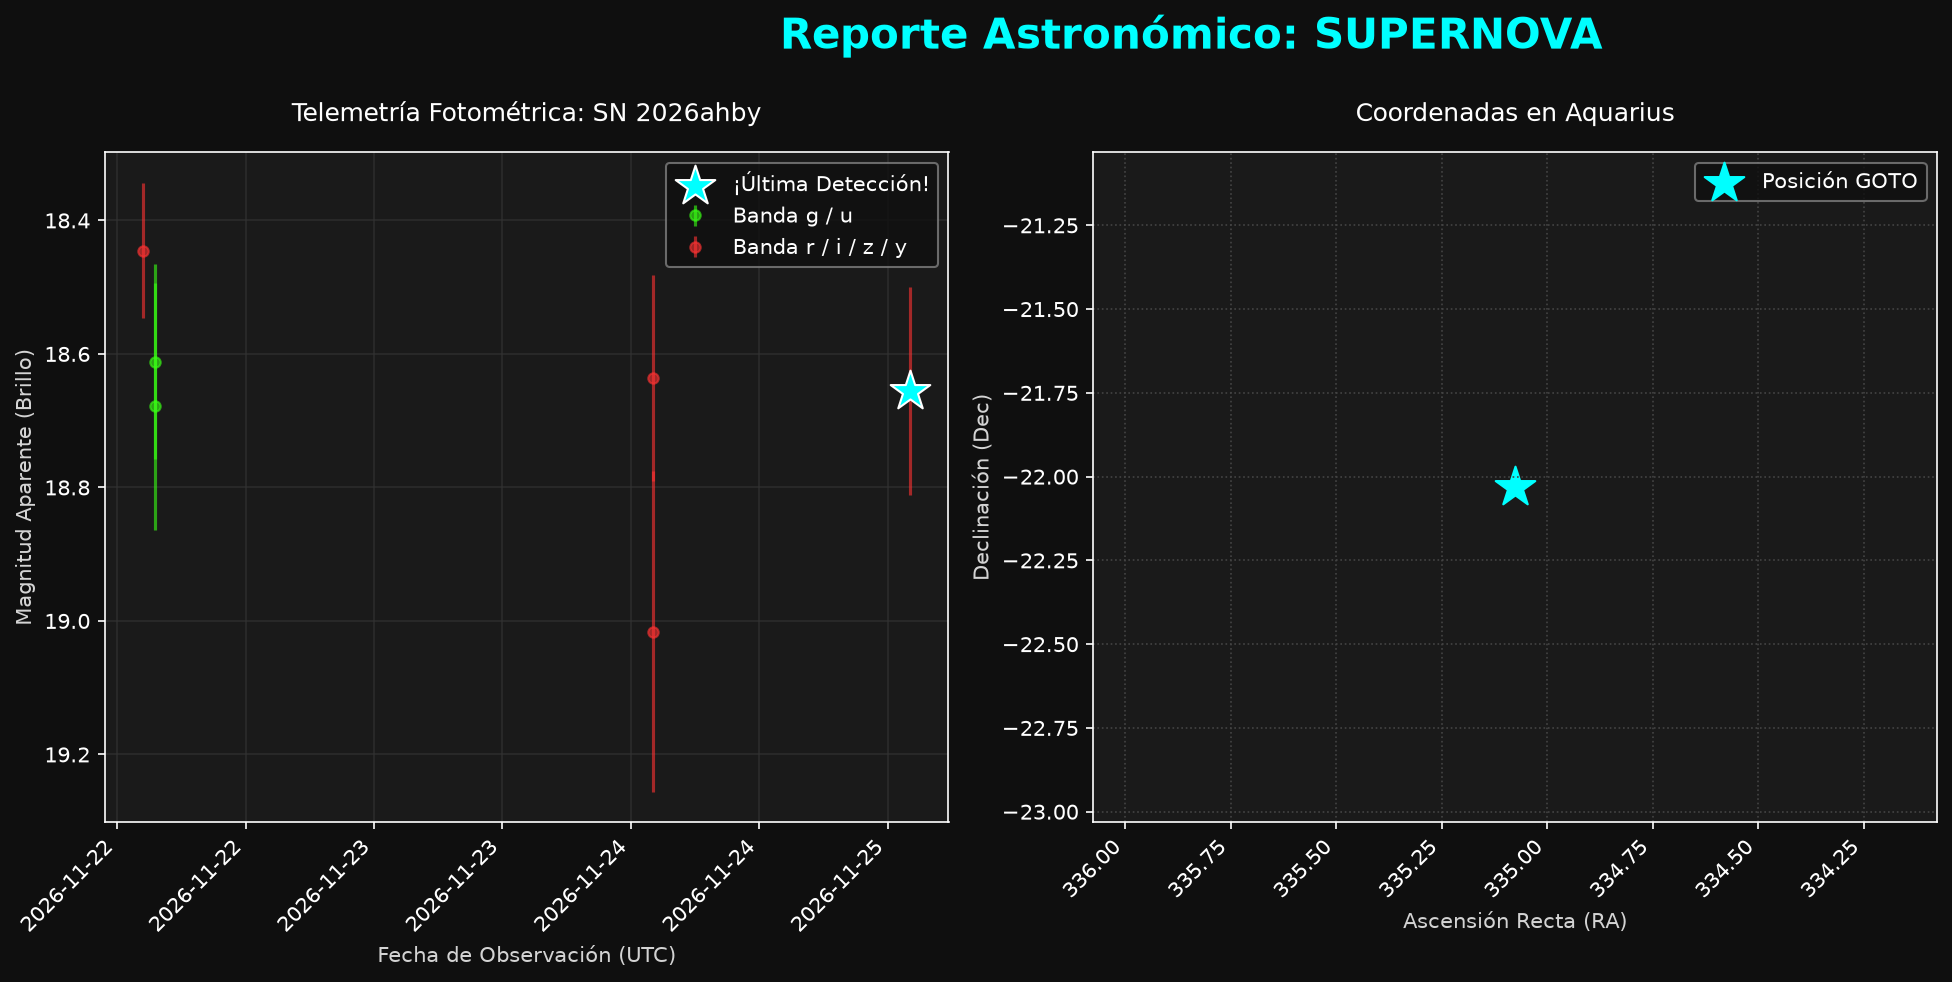 Reporte Astronómico: SUPERNOVA
Telemetría Fotométrica: SN 2026ahby
¡Última Detección!
Banda g / u
Banda r / i / z / y
Magnitud Aparente (Brillo)
18.4
18.6
18.8
19.0
19.2
2026-11-22
2026-11-22
2026-11-23
2026-11-23
2026-11-24
2026-11-24
2026-11-25
Fecha de Observación (UTC)
Coordenadas en Aquarius
Posición GOTO
Declinación (Dec)
−21.25
−21.50
−21.75
−22.00
−22.25
−22.50
−22.75
−23.00
336.00
335.75
335.50
335.25
335.00
334.75
334.50
334.25
Ascensión Recta (RA)